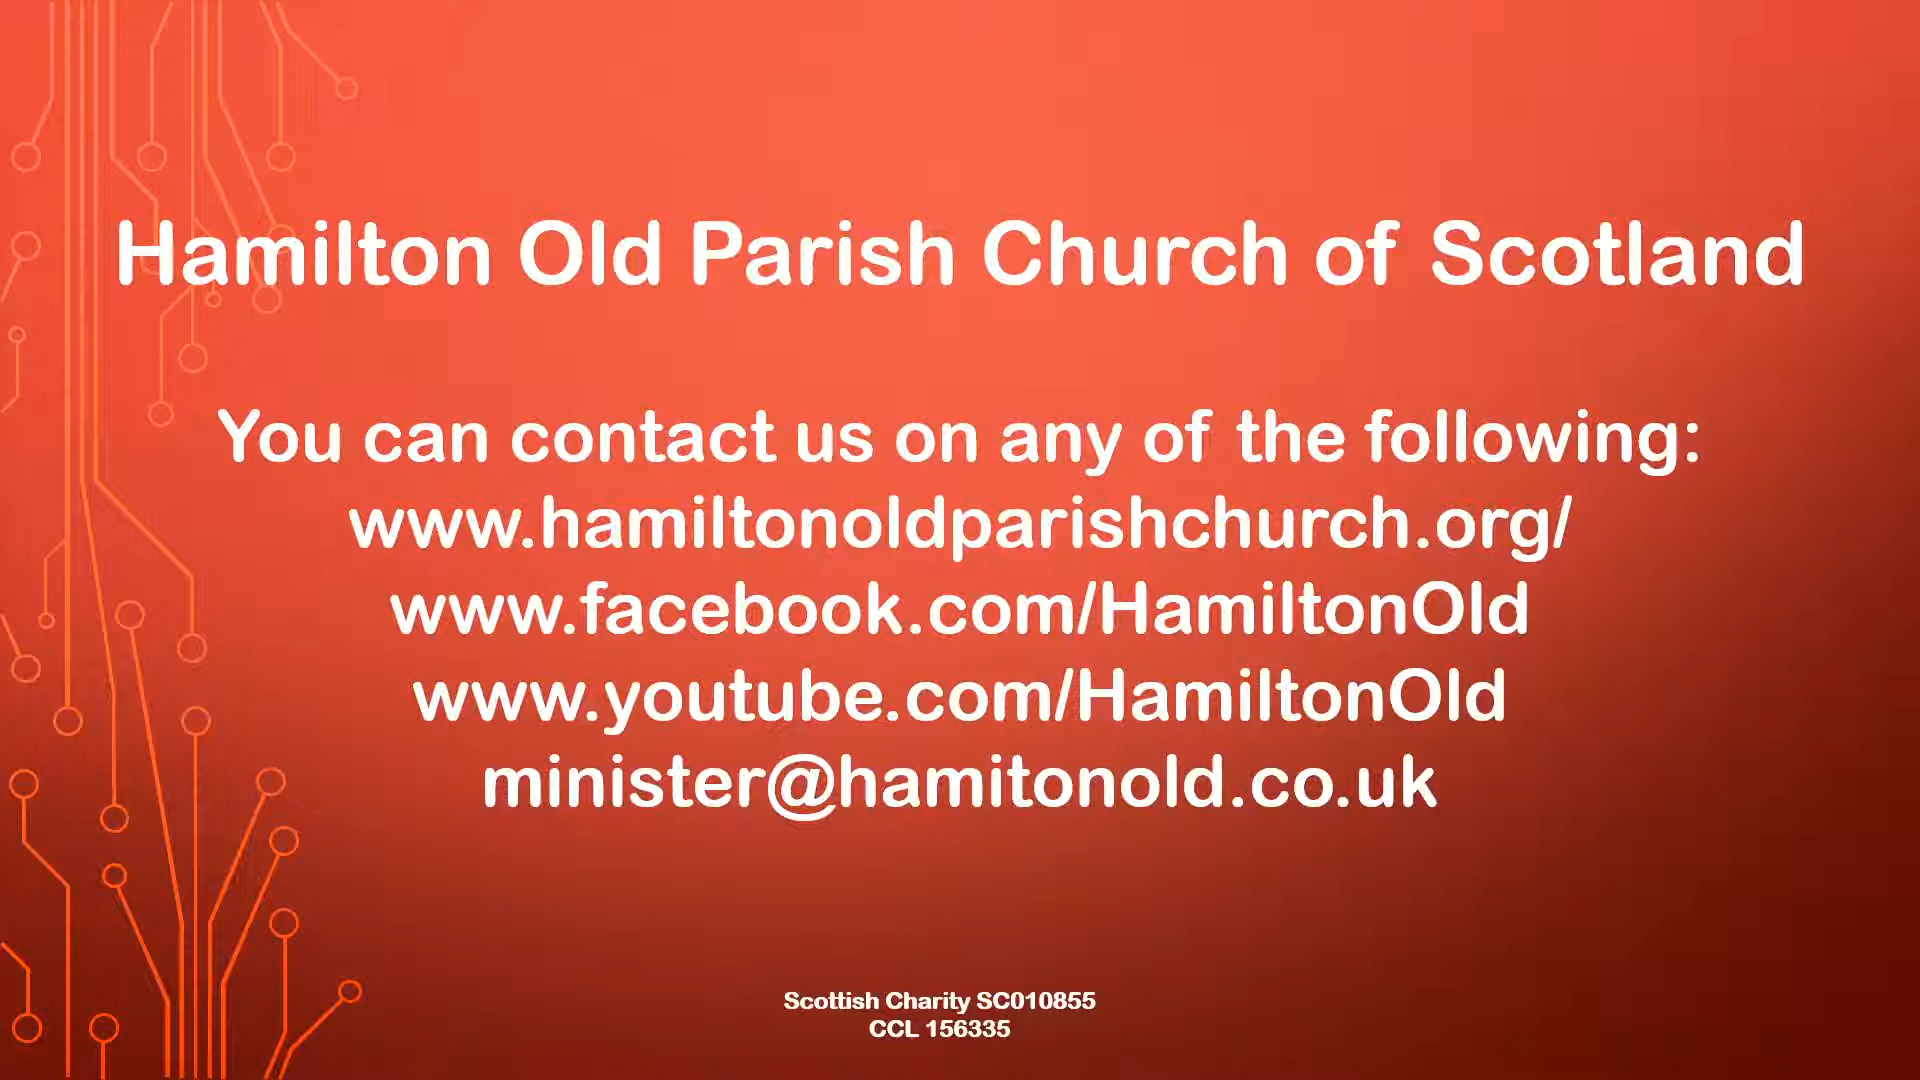 Hamilton Old Parish Church of Scotland
You can contact us on any of the following:
www.hamiltonoldparishchurch.org/
www.facebook.com/HamiltonOld
www.youtube.com/HamiltonOld
minister@hamitonold.co.uk
Scottish Charity SC010855
CCL 156335